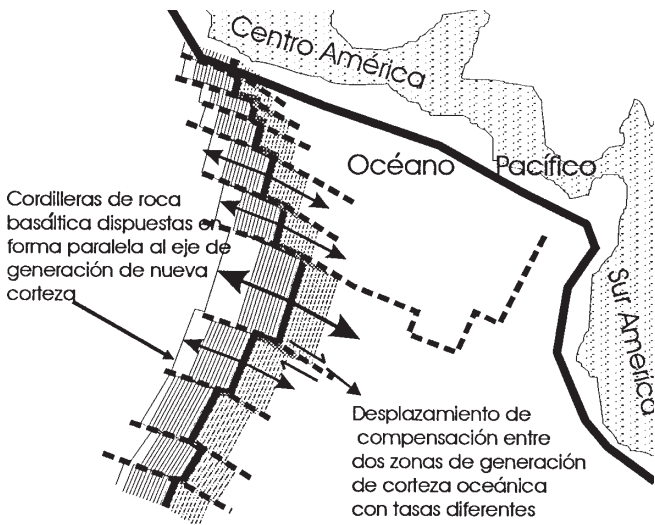 Centro América
Océano Pacífico
Cordilleras de roca
basáltica dispuestas en
forma paralela al eje de
generación de nueva
corteza
Sur America
Desplazamiento de
compensación entre
dos zonas de generación
de corteza oceánica
con tasas diferentes